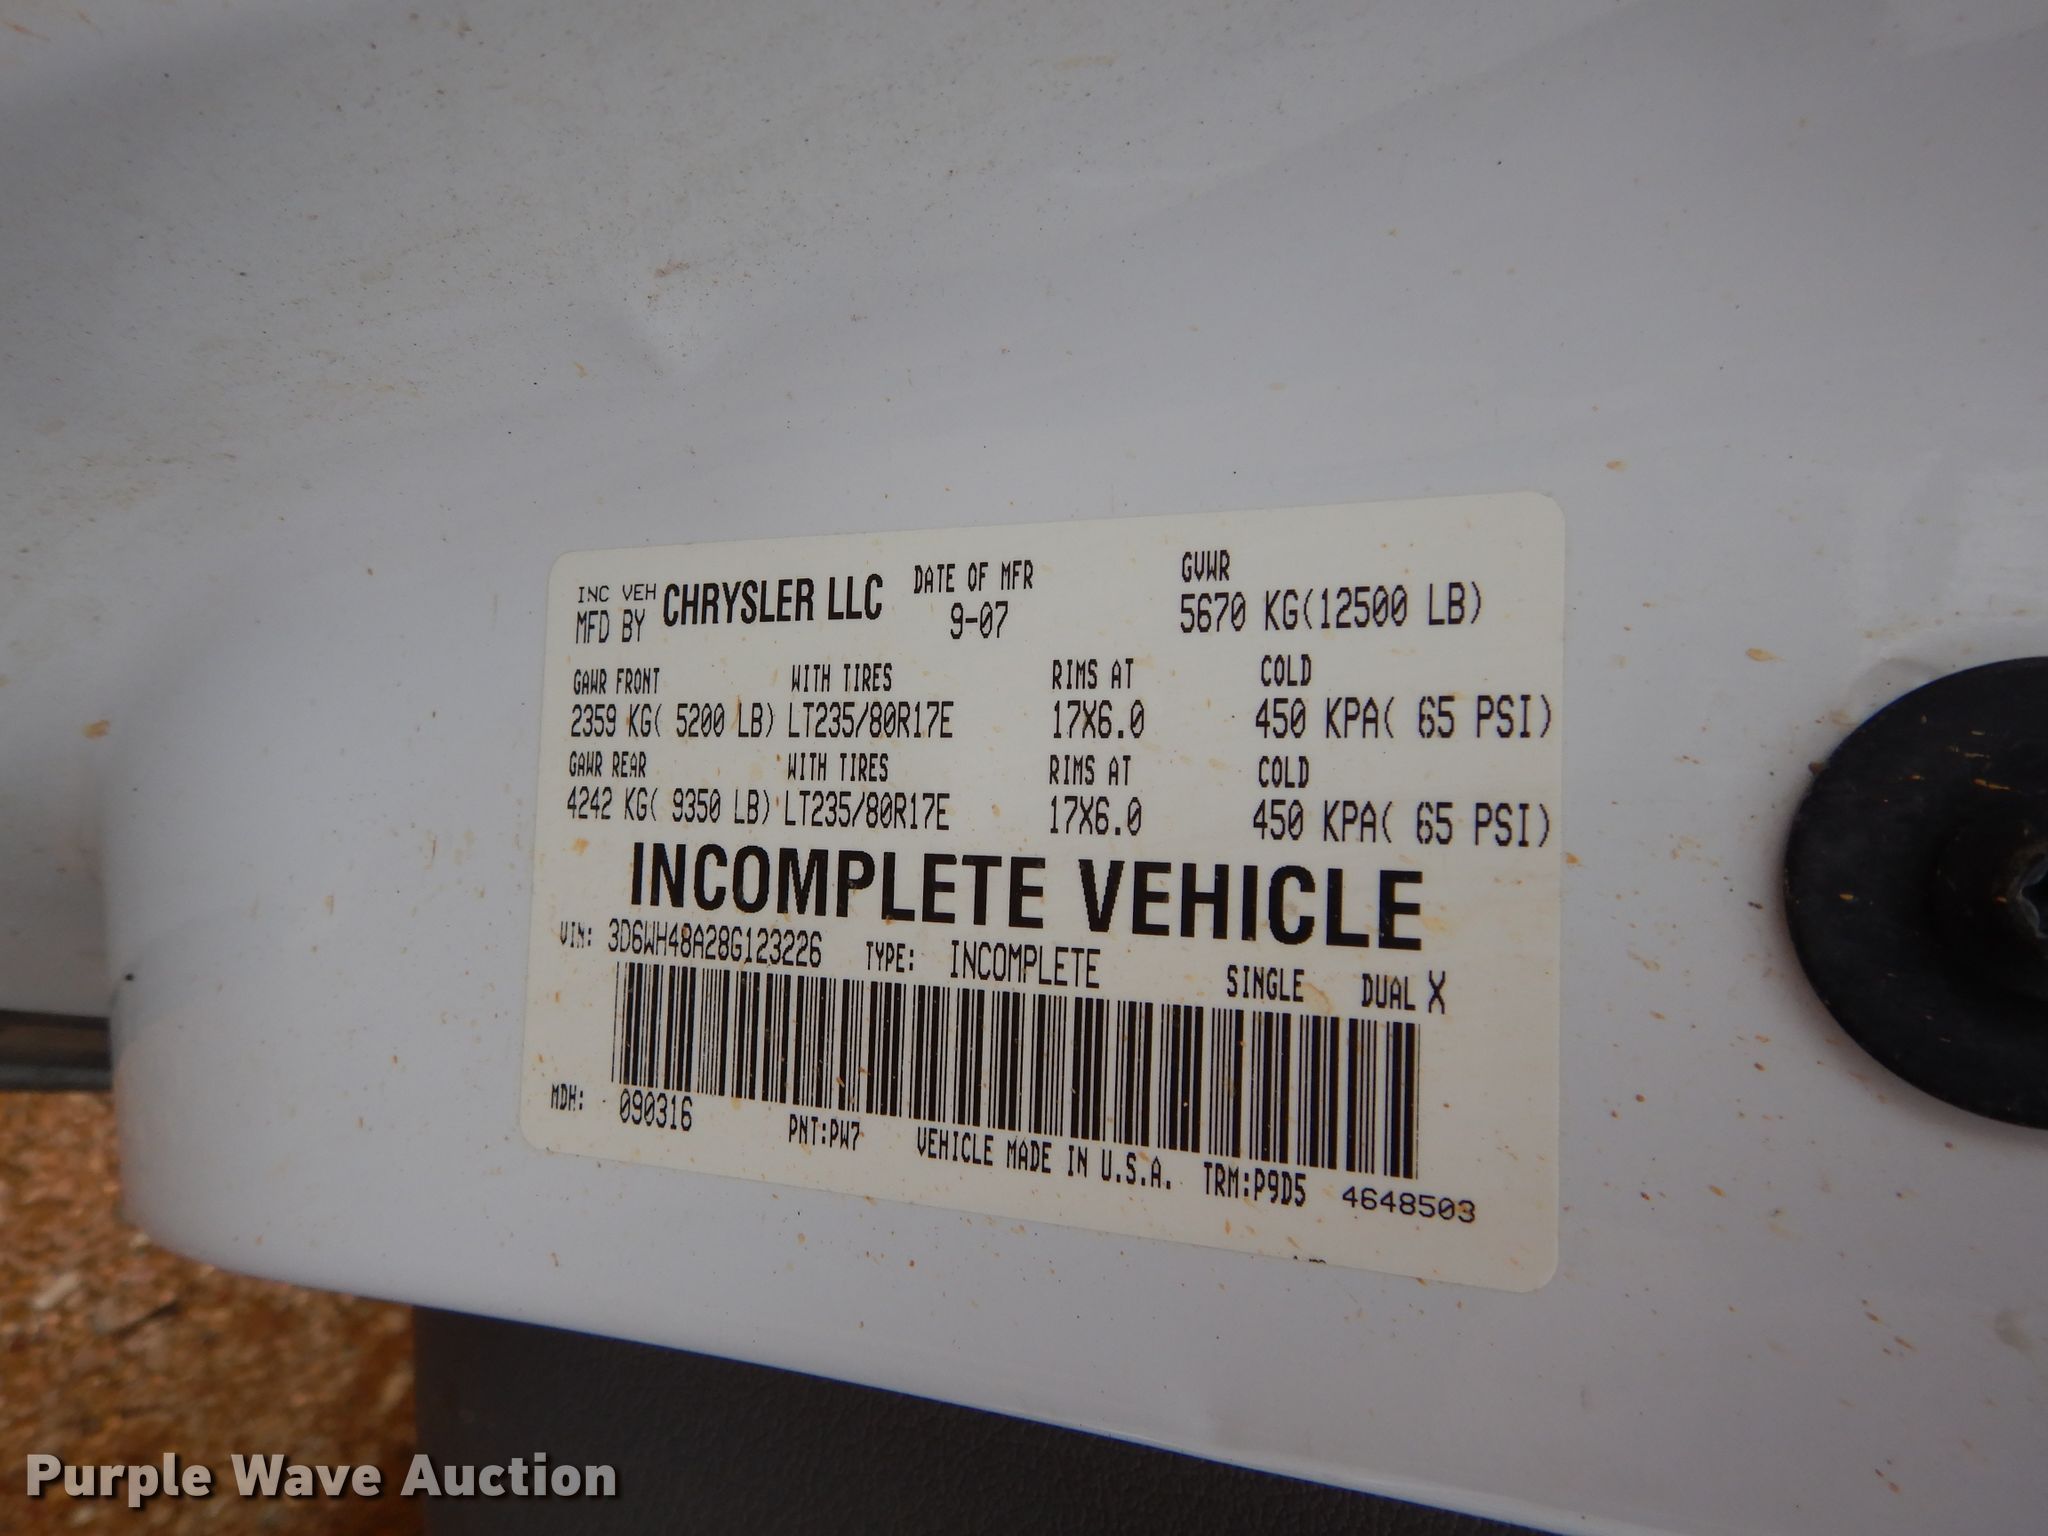 INC VEH
MFD BY CHRYSLER LLC
DATE OF MFR
9-07
GVWR
5670 KG(12500 LB)
GAWR FRONT WITH TIRES RIMS AT COLD
2359 KG( 5200 LB) LT235/80R17E 17X6.0 450 KPA( 65 PSI)
GAWR REAR WITH TIRES RIMS AT COLD
4242 KG( 9350 LB) LT235/80R17E 17X6.0 450 KPA( 65 PSI)
INCOMPLETE VEHICLE
VIN: 3D6WH48A28G123226 TYPE: INCOMPLETE SINGLE DUAL X
MDH: 090316 PNT:PW7 VEHICLE MADE IN U.S.A. TRM:P9D5 4648503
Purple Wave Auction